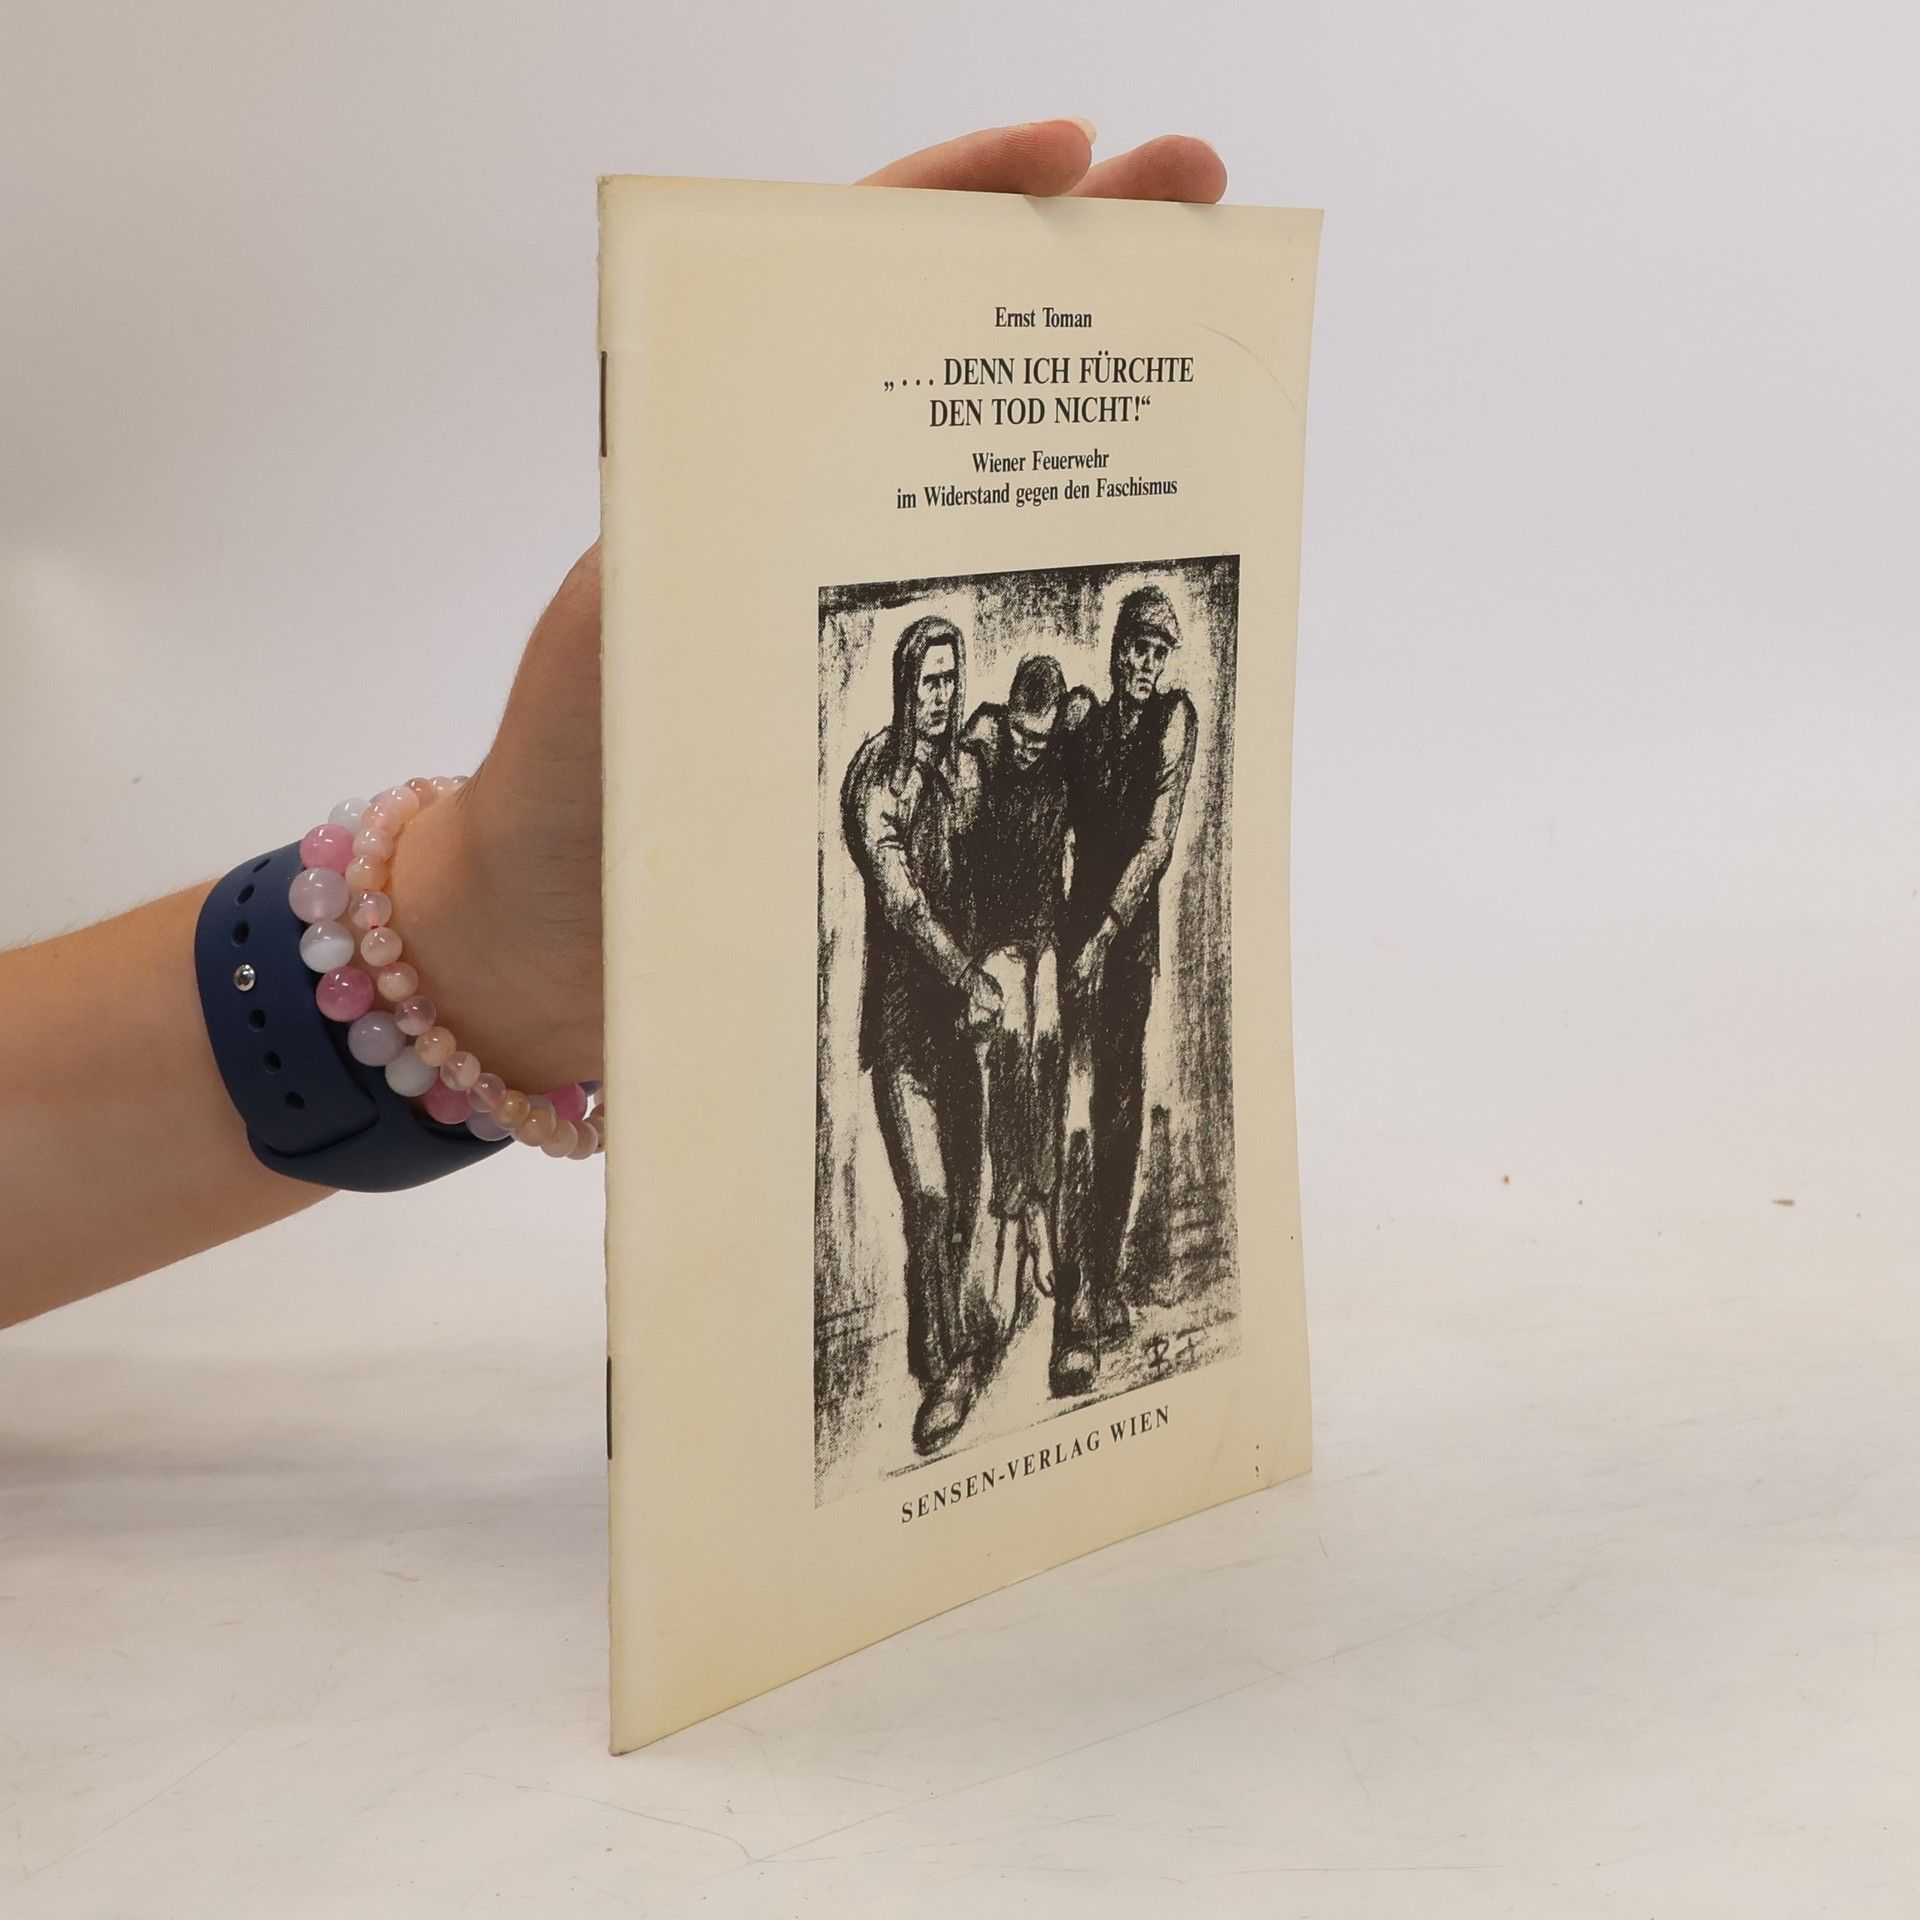 Ernst Toman
„... DENN ICH FÜRCHTE
DEN TOD NICHT!“
Wiener Feuerwehr
im Widerstand gegen den Faschismus
SENSEN-VERLAG WIEN